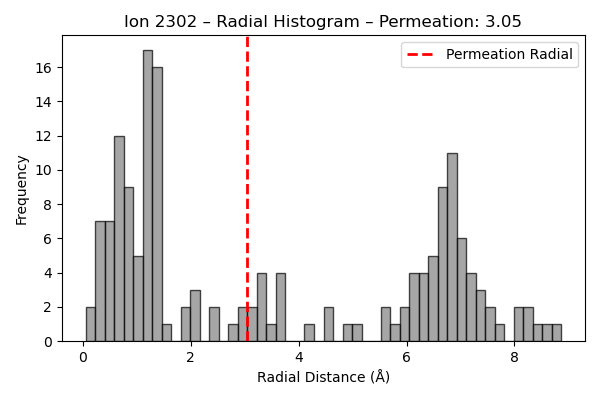 Ion 2302 – Radial Histogram – Permeation: 3.05
Permeation Radial
Frequency
16
14
12
10
8
6
4
2
0
0 2 4 6 8
Radial Distance (Å)